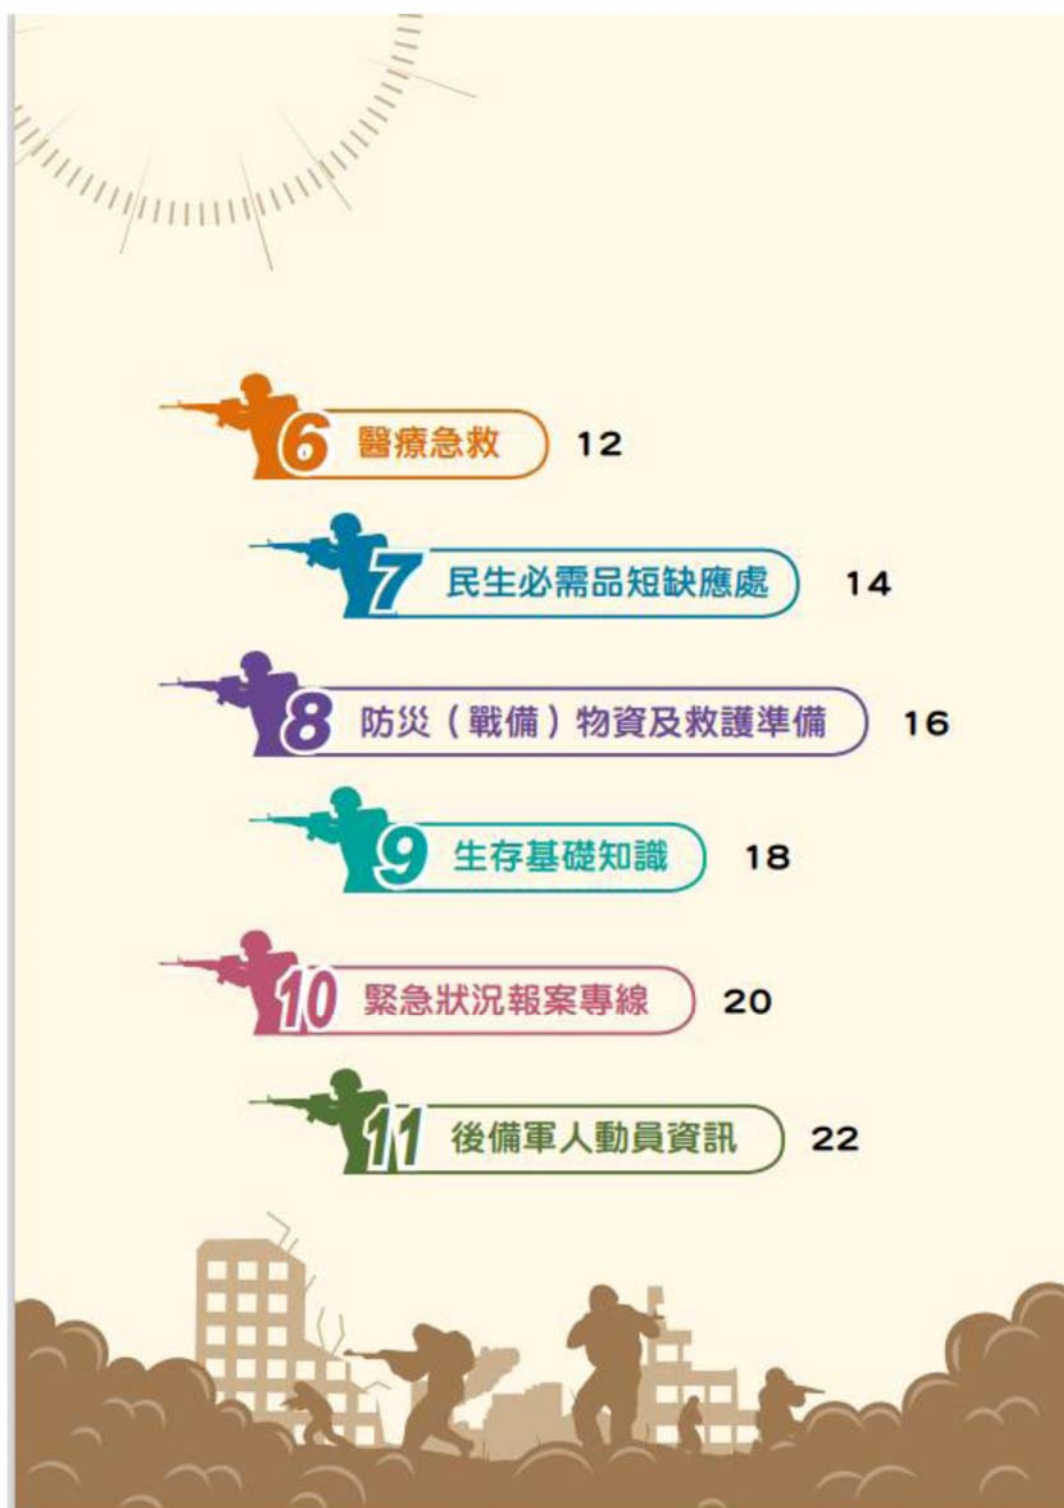 6 醫療急救 12
7 民生必需品短缺應處 14
8 防災（戰備）物資及救護準備 16
9 生存基礎知識 18
10 緊急狀況報案專線 20
11 後備軍人動員資訊 22